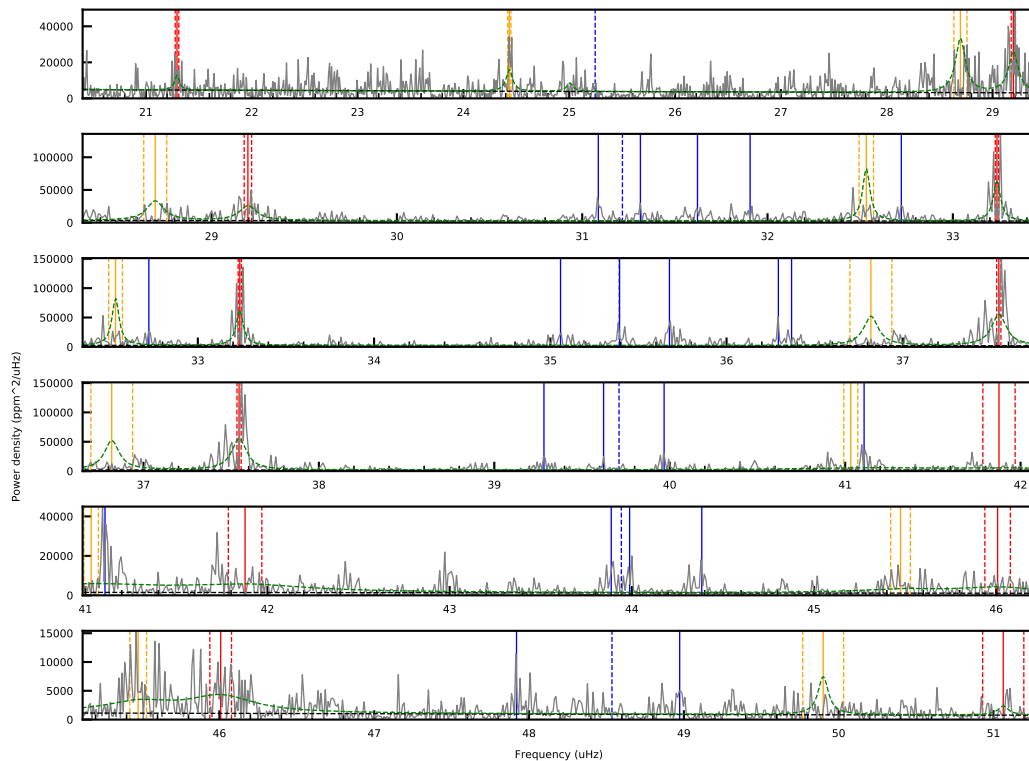 40000
20000
0
21 22 23 24 25 26 27 28 29
100000
50000
0
29 30 31 32 33
150000
100000
50000
0
33 34 35 36 37
Power density (ppm^2/uHz)
150000
100000
50000
0
37 38 39 40 41 42
40000
20000
0
41 42 43 44 45 46
15000
10000
5000
0
46 47 48 49 50 51
Frequency (uHz)